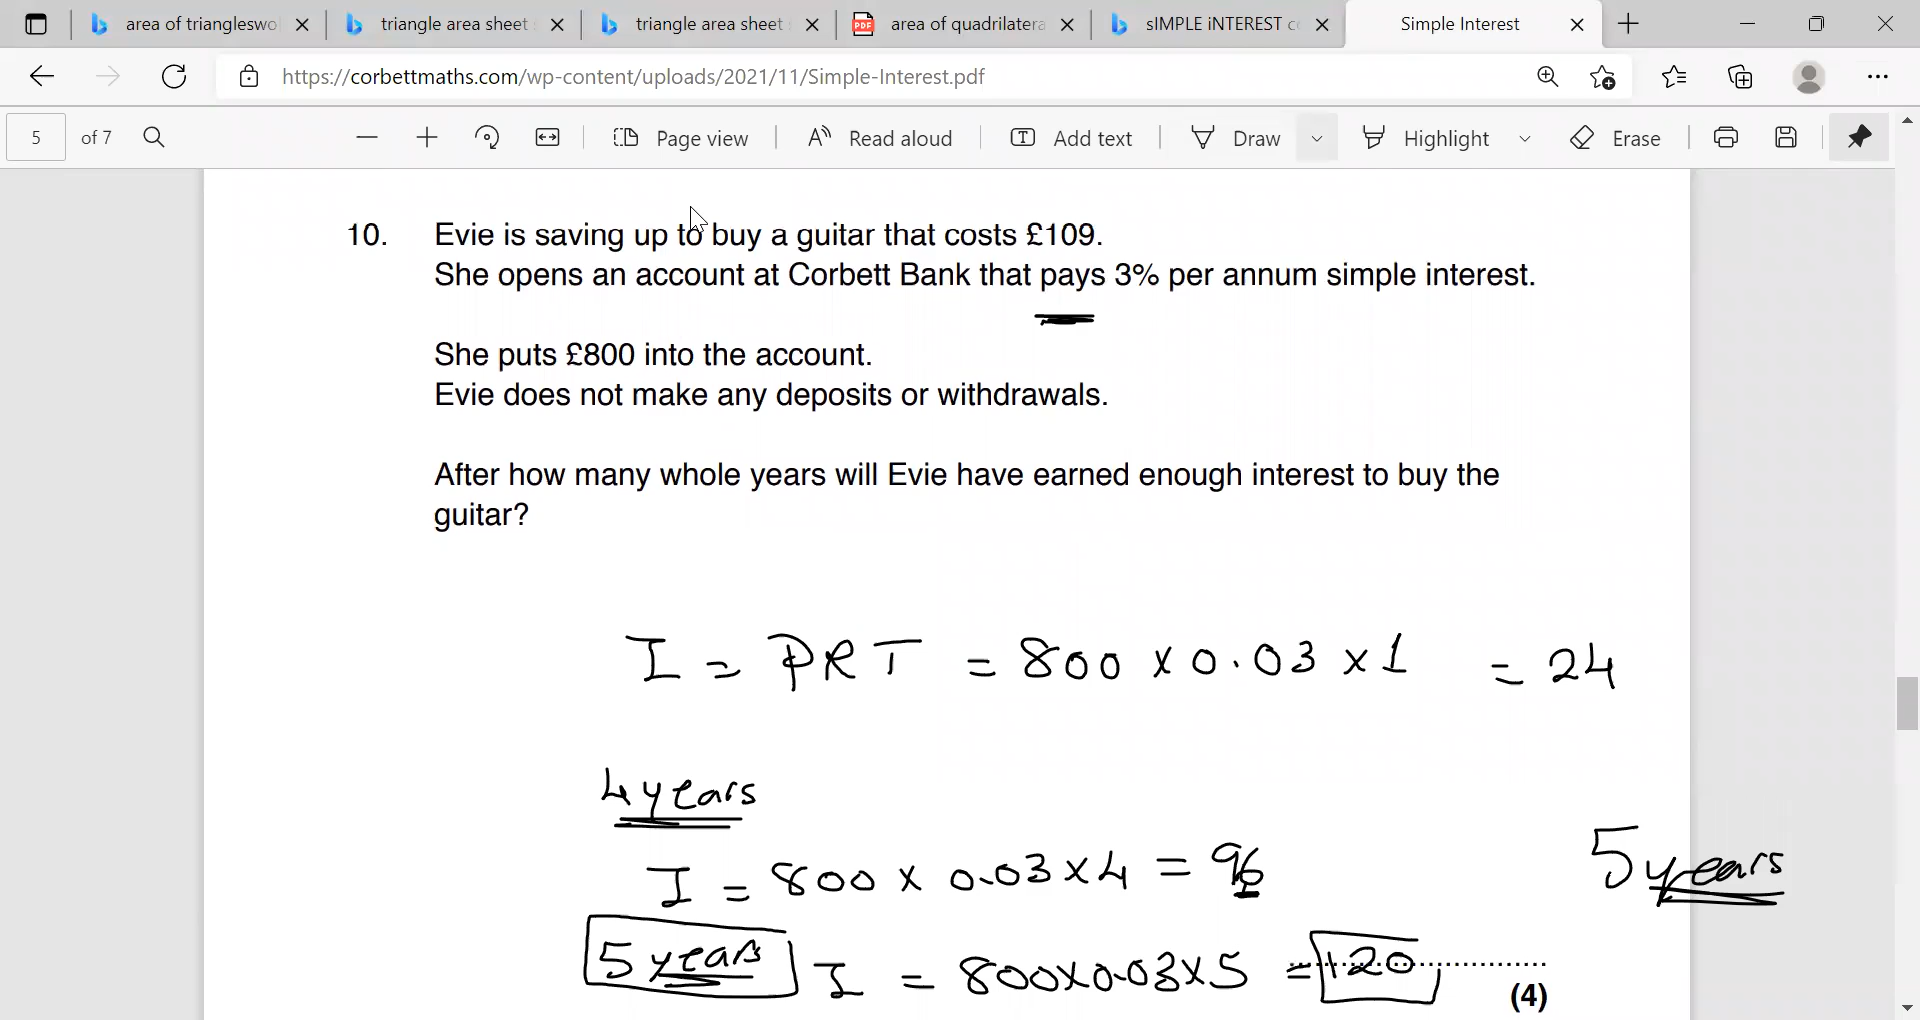 area of triangleswo
triangle area sheet
triangle area sheet
area of quadrilatera
sIMPLE iNTEREST c
Simple Interest
https://corbettmaths.com/wp-content/uploads/2021/11/Simple-Interest.pdf
5 of 7
Page view
Read aloud
Add text
Draw
Highlight
Erase
10. Evie is saving up to buy a guitar that costs £109.
She opens an account at Corbett Bank that pays 3% per annum simple interest.
She puts £800 into the account.
Evie does not make any deposits or withdrawals.
After how many whole years will Evie have earned enough interest to buy the
guitar?
I = PRT = 800 x 0.03 x 1 = 24
4 years
I = 800 x 0.03 x 4 = 96
5 years
5 years I = 800x0.03x5 = 120
(4)